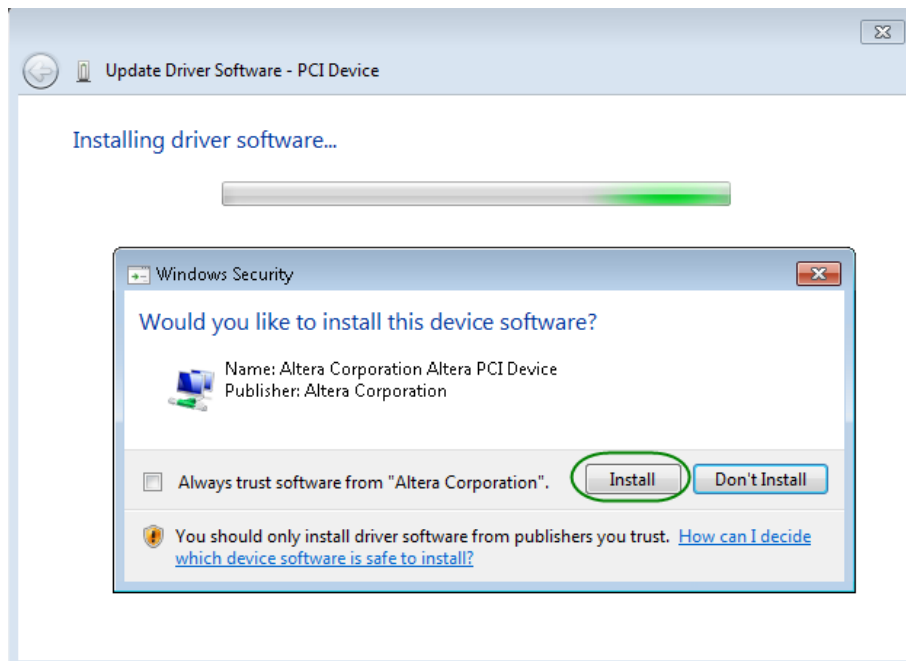 Update Driver Software - PCI Device
Installing driver software...
Windows Security
Would you like to install this device software?
Name: Altera Corporation Altera PCI Device
Publisher: Altera Corporation
Always trust software from "Altera Corporation".
Install
Don't Install
You should only install driver software from publishers you trust. How can I decide
which device software is safe to install?